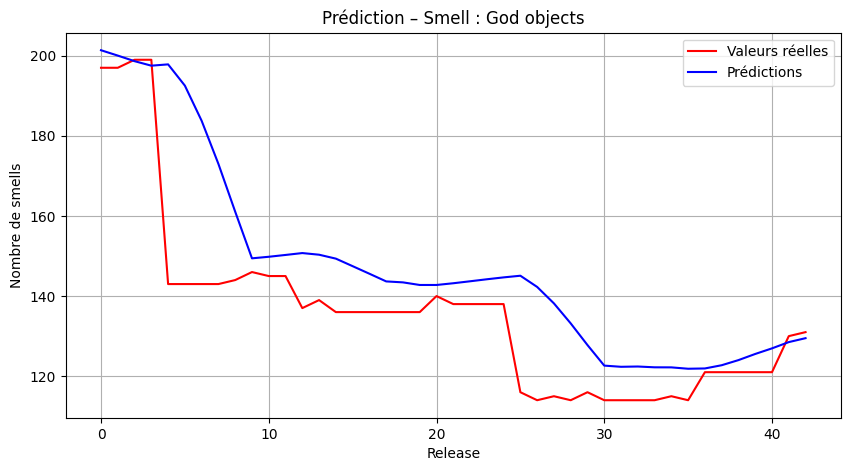 Prédiction – Smell : God objects
Valeurs réelles
Prédictions
Nombre de smells
200
180
160
140
120
0
10
20
30
40
Release